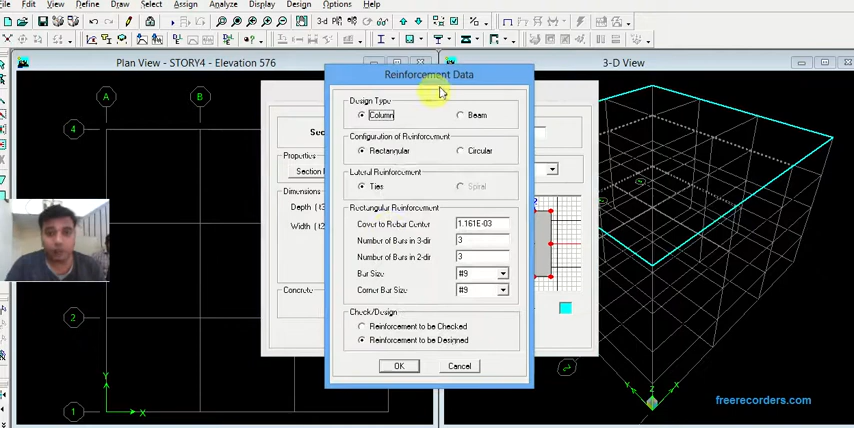 File Edit View Define Draw Select Assign Analyze Display Design Options Help
3-d
Plan View - STORY4 - Elevation 576
3-D View
Reinforcement Data
Design Type
Column
Beam
Configuration of Reinforcement
Rectangular
Circular
Lateral Reinforcement
Ties
Spiral
Rectangular Reinforcement
Cover to Rebar Center
1.161E-03
Number of Bars in 3-dir
3
Number of Bars in 2-dir
3
Bar Size
#9
Corner Bar Size
#9
Check/Design
Reinforcement to be Checked
Reinforcement to be Designed
OK
Cancel
Properties
Dimensions
Depth
Width
Concrete
A
B
4
2
1
Y
X
Y
X
freerecorders.com